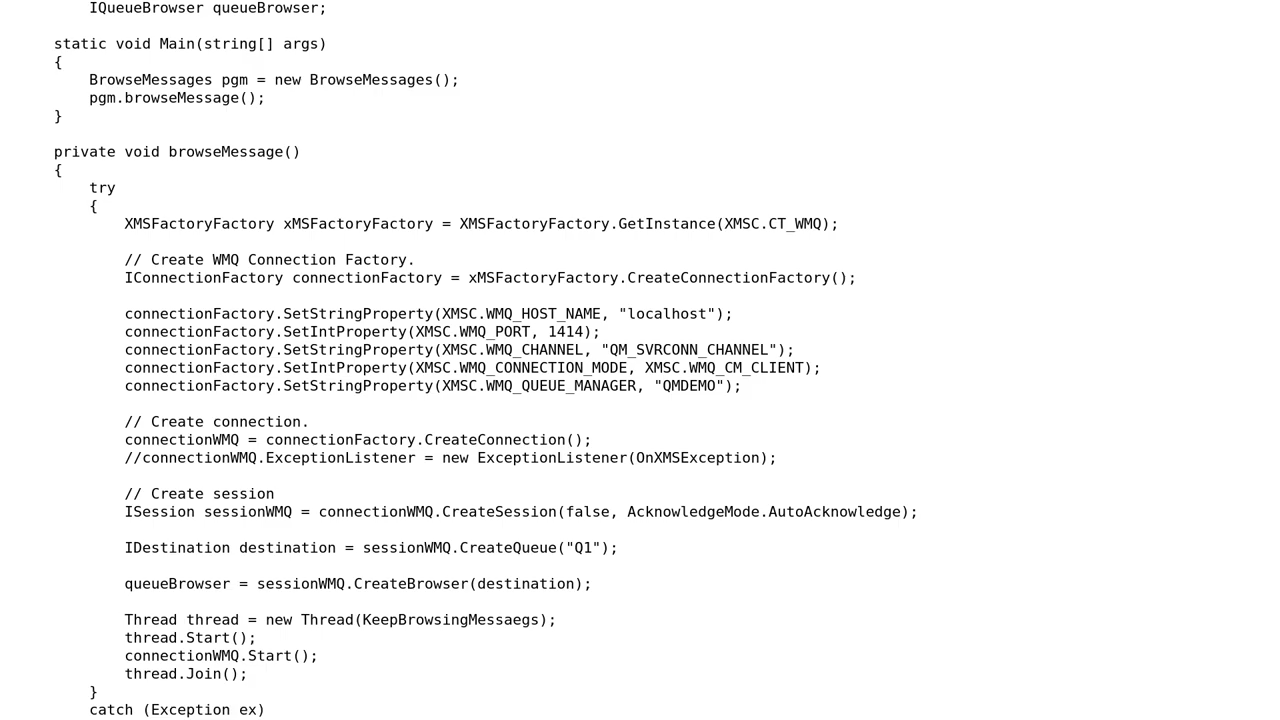 IQueueBrowser queueBrowser;
static void Main(string[] args)
{
BrowseMessages pgm = new BrowseMessages();
pgm.browseMessage();
}
private void browseMessage()
{
try
{
XMSFactoryFactory xMSFactoryFactory = XMSFactoryFactory.GetInstance(XMSC.CT_WMQ);
// Create WMQ Connection Factory.
IConnectionFactory connectionFactory = xMSFactoryFactory.CreateConnectionFactory();
connectionFactory.SetStringProperty(XMSC.WMQ_HOST_NAME, "localhost");
connectionFactory.SetIntProperty(XMSC.WMQ_PORT, 1414);
connectionFactory.SetStringProperty(XMSC.WMQ_CHANNEL, "QM_SVRCONN_CHANNEL");
connectionFactory.SetIntProperty(XMSC.WMQ_CONNECTION_MODE, XMSC.WMQ_CM_CLIENT);
connectionFactory.SetStringProperty(XMSC.WMQ_QUEUE_MANAGER, "QMDEMO");
// Create connection.
connectionWMQ = connectionFactory.CreateConnection();
//connectionWMQ.ExceptionListener = new ExceptionListener(OnXMSException);
// Create session
ISession sessionWMQ = connectionWMQ.CreateSession(false, AcknowledgeMode.AutoAcknowledge);
IDestination destination = sessionWMQ.CreateQueue("Q1");
queueBrowser = sessionWMQ.CreateBrowser(destination);
Thread thread = new Thread(KeepBrowsingMessaegs);
thread.Start();
connectionWMQ.Start();
thread.Join();
}
catch (Exception ex)